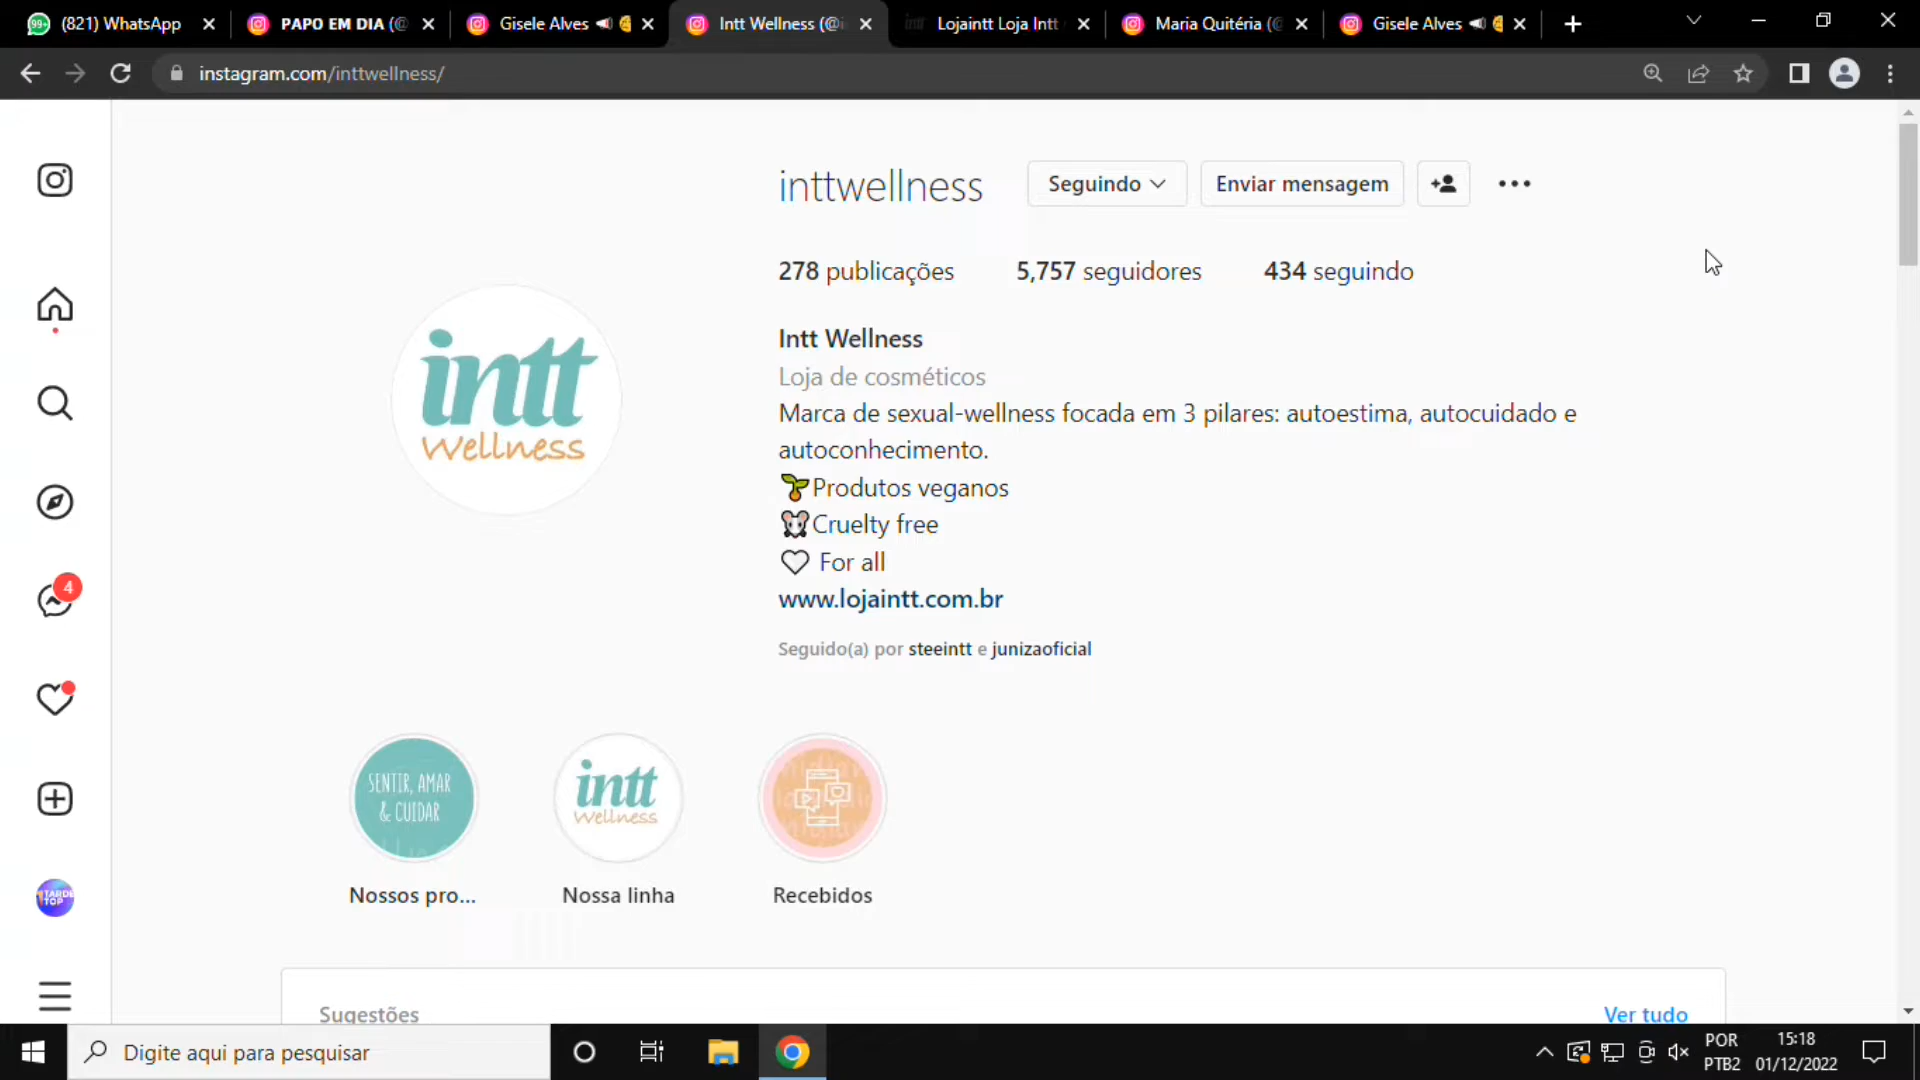 (821) WhatsApp
PAPO EM DIA (@
Gisele Alves
Intt Wellness (@
Lojaintt Loja Intt
Maria Quitéria (@
Gisele Alves
instagram.com/inttwellness/
inttwellness
Seguindo
Enviar mensagem
278 publicações 5,757 seguidores 434 seguindo
intt
Wellness
Intt Wellness
Loja de cosméticos
Marca de sexual-wellness focada em 3 pilares: autoestima, autocuidado e
autoconhecimento.
Produtos veganos
Cruelty free
For all
www.lojaintt.com.br
Seguido(a) por steeintt e junizaoficial
4
SENTIR, AMAR
& CUIDAR
intt
Wellness
TARDE
TOP
Nossos pro...
Nossa linha
Recebidos
Sugestões
Ver tudo
Digite aqui para pesquisar
POR
PTB2
15:18
01/12/2022